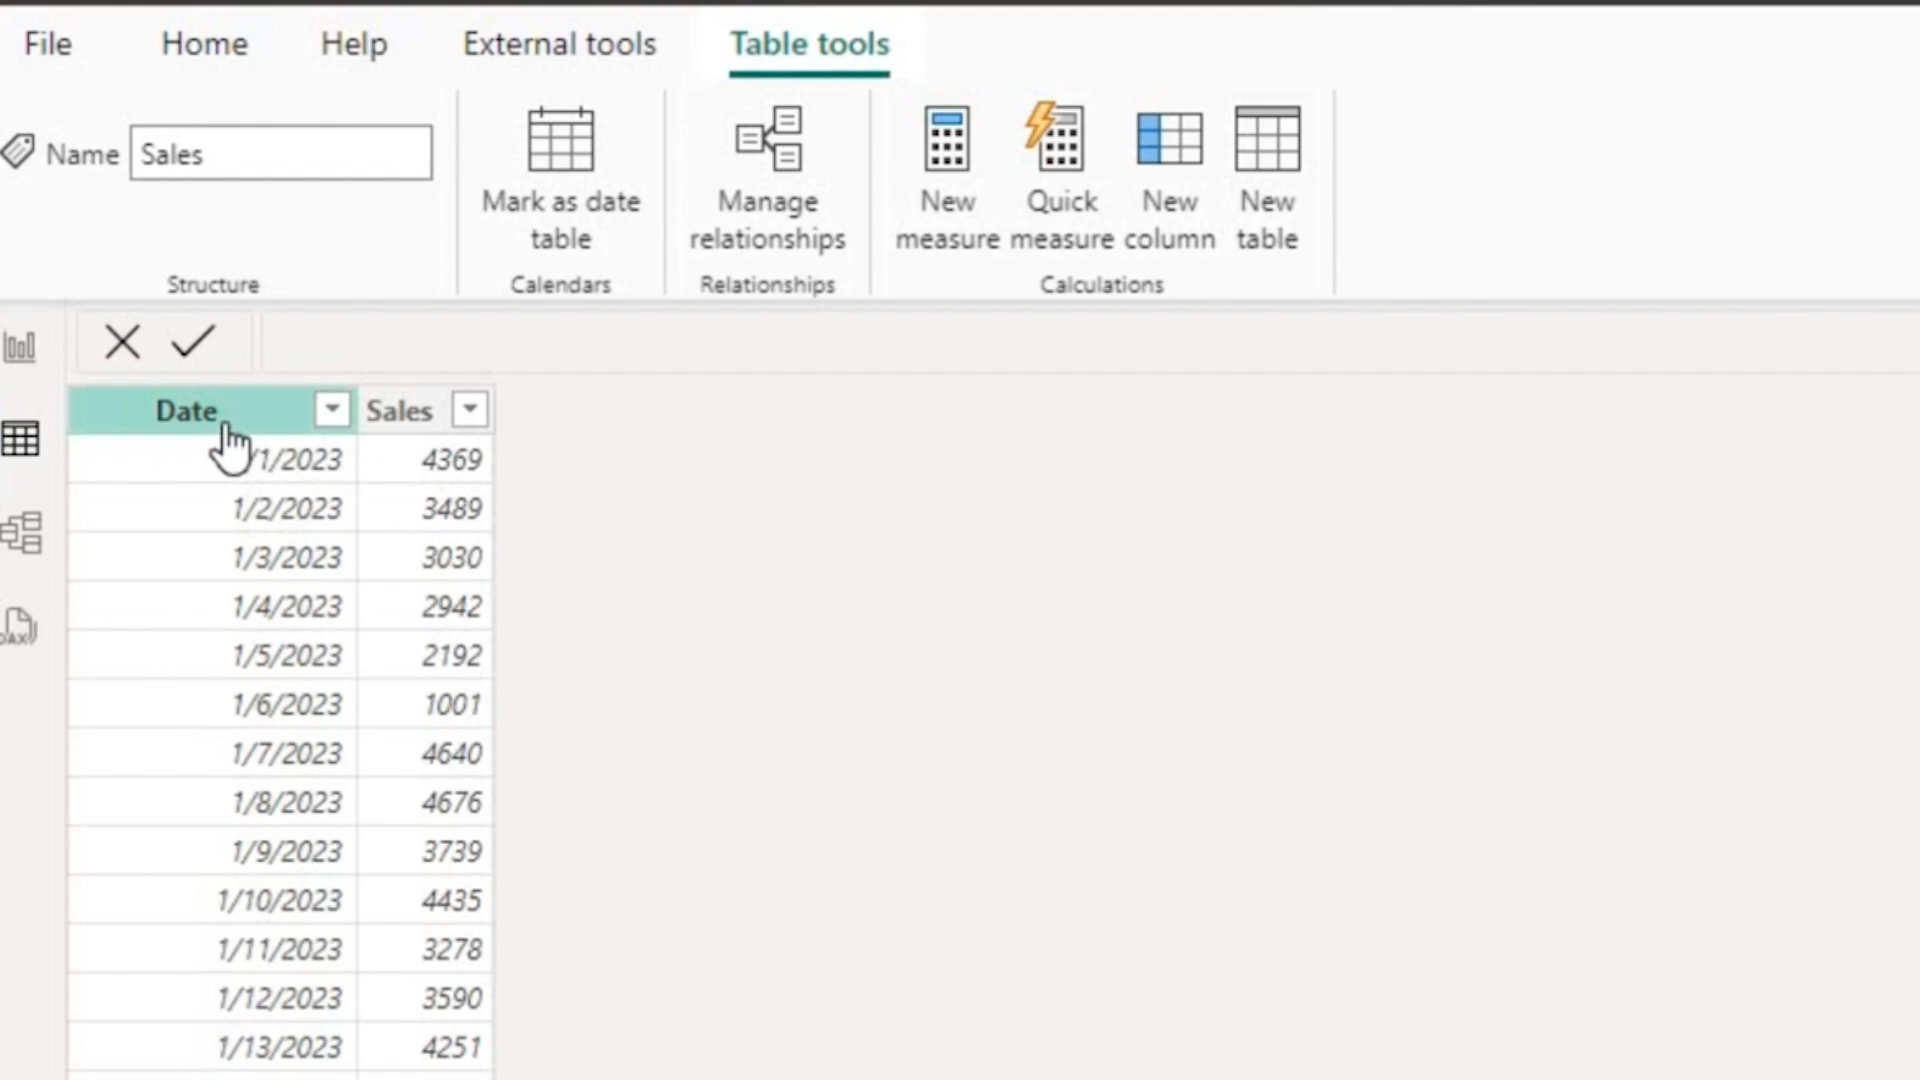 File Home Help External tools Table tools
Name Sales
Mark as date table
Manage relationships
New measure
Quick measure
New column
New table
Structure Calendars Relationships Calculations
Date Sales
/1/2023 4369
1/2/2023 3489
1/3/2023 3030
1/4/2023 2942
1/5/2023 2192
1/6/2023 1001
1/7/2023 4640
1/8/2023 4676
1/9/2023 3739
1/10/2023 4435
1/11/2023 3278
1/12/2023 3590
1/13/2023 4251